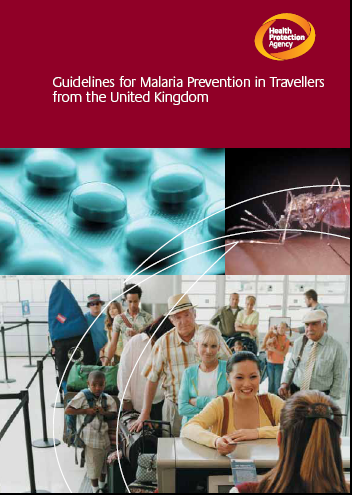 Health
Protection
Agency
Guidelines for Malaria Prevention in Travellers
from the United Kingdom